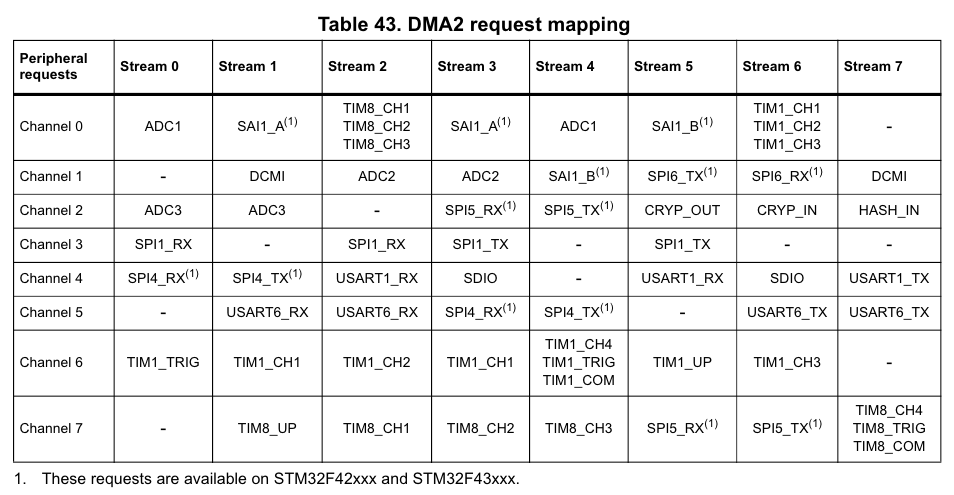 Table 43. DMA2 request mapping
Peripheral requests Stream 0 Stream 1 Stream 2 Stream 3 Stream 4 Stream 5 Stream 6 Stream 7
Channel 0 ADC1 SAI1_A(1) TIM8_CH1 TIM8_CH2 TIM8_CH3 SAI1_A(1) ADC1 SAI1_B(1) TIM1_CH1 TIM1_CH2 TIM1_CH3 -
Channel 1 - DCMI ADC2 ADC2 SAI1_B(1) SPI6_TX(1) SPI6_RX(1) DCMI
Channel 2 ADC3 ADC3 - SPI5_RX(1) SPI5_TX(1) CRYP_OUT CRYP_IN HASH_IN
Channel 3 SPI1_RX - SPI1_RX SPI1_TX - SPI1_TX - -
Channel 4 SPI4_RX(1) SPI4_TX(1) USART1_RX SDIO - USART1_RX SDIO USART1_TX
Channel 5 - USART6_RX USART6_RX SPI4_RX(1) SPI4_TX(1) - USART6_TX USART6_TX
Channel 6 TIM1_TRIG TIM1_CH1 TIM1_CH2 TIM1_CH1 TIM1_CH4 TIM1_TRIG TIM1_COM TIM1_UP TIM1_CH3 -
Channel 7 - TIM8_UP TIM8_CH1 TIM8_CH2 TIM8_CH3 SPI5_RX(1) SPI5_TX(1) TIM8_CH4 TIM8_TRIG TIM8_COM
1. These requests are available on STM32F42xxx and STM32F43xxx.